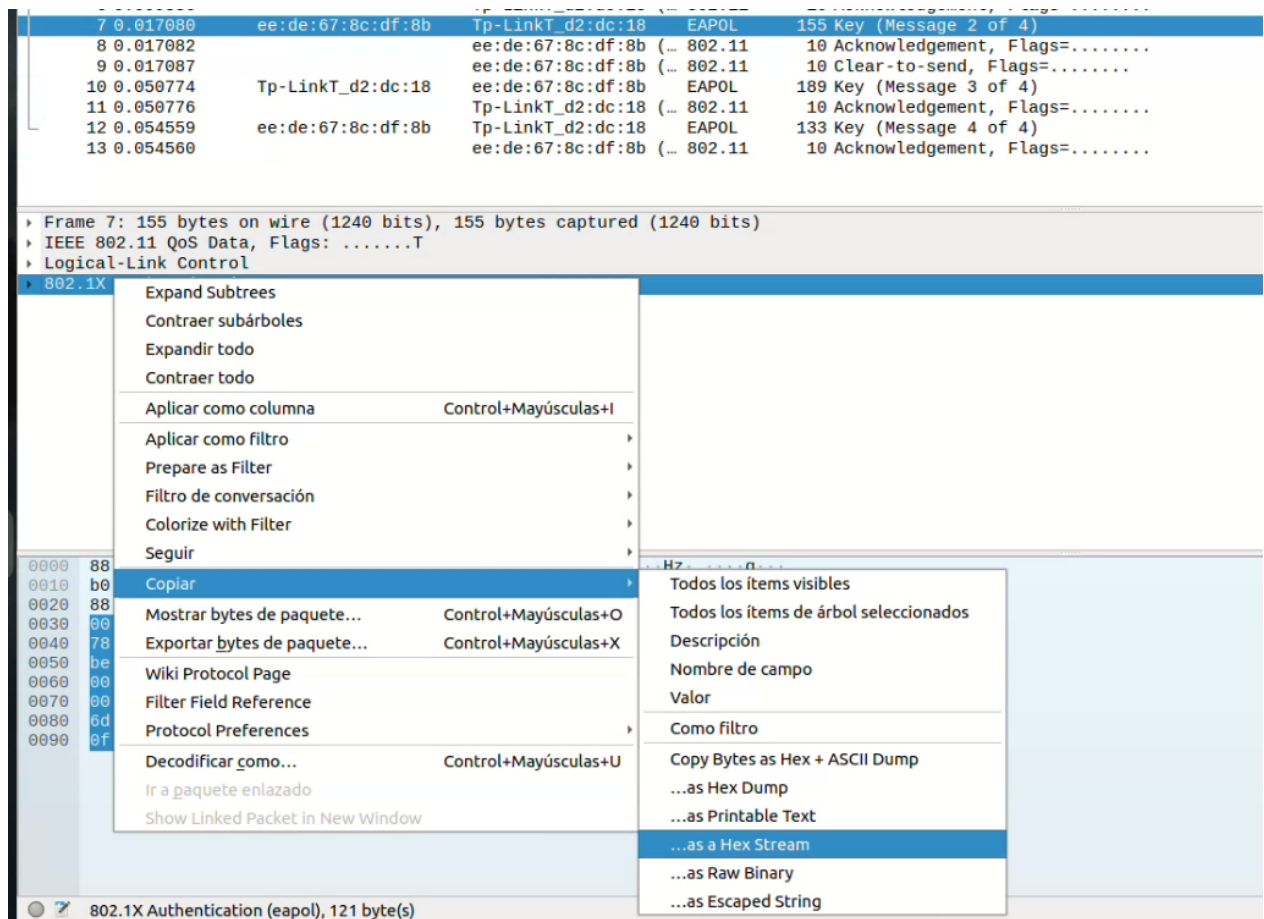 7 0.017080 ee:de:67:8c:df:8b Tp-LinkT_d2:dc:18 EAPOL 155 Key (Message 2 of 4)
8 0.017082 ee:de:67:8c:df:8b (… 802.11 10 Acknowledgement, Flags=........
9 0.017087 ee:de:67:8c:df:8b (… 802.11 10 Clear-to-send, Flags=........
10 0.050774 Tp-LinkT_d2:dc:18 ee:de:67:8c:df:8b EAPOL 189 Key (Message 3 of 4)
11 0.050776 Tp-LinkT_d2:dc:18 (… 802.11 10 Acknowledgement, Flags=........
12 0.054559 ee:de:67:8c:df:8b Tp-LinkT_d2:dc:18 EAPOL 133 Key (Message 4 of 4)
13 0.054560 ee:de:67:8c:df:8b (… 802.11 10 Acknowledgement, Flags=........
Frame 7: 155 bytes on wire (1240 bits), 155 bytes captured (1240 bits)
IEEE 802.11 QoS Data, Flags: .......T
Logical-Link Control
802.1X
Expand Subtrees
Contraer subárboles
Expandir todo
Contraer todo
Aplicar como columna Control+Mayúsculas+I
Aplicar como filtro
Prepare as Filter
Filtro de conversación
Colorize with Filter
Seguir
Copiar
Mostrar bytes de paquete… Control+Mayúsculas+O
Exportar bytes de paquete… Control+Mayúsculas+X
Wiki Protocol Page
Filter Field Reference
Protocol Preferences
Decodificar como… Control+Mayúsculas+U
Ir a paquete enlazado
Show Linked Packet in New Window
Todos los ítems visibles
Todos los ítems de árbol seleccionados
Descripción
Nombre de campo
Valor
Como filtro
Copy Bytes as Hex + ASCII Dump
…as Hex Dump
…as Printable Text
…as a Hex Stream
…as Raw Binary
…as Escaped String
0000 88
0010 b0
0020 88
0030 00
0040 78
0050 be
0060 00
0070 00
0080 6d
0090 0f
802.1X Authentication (eapol), 121 byte(s)